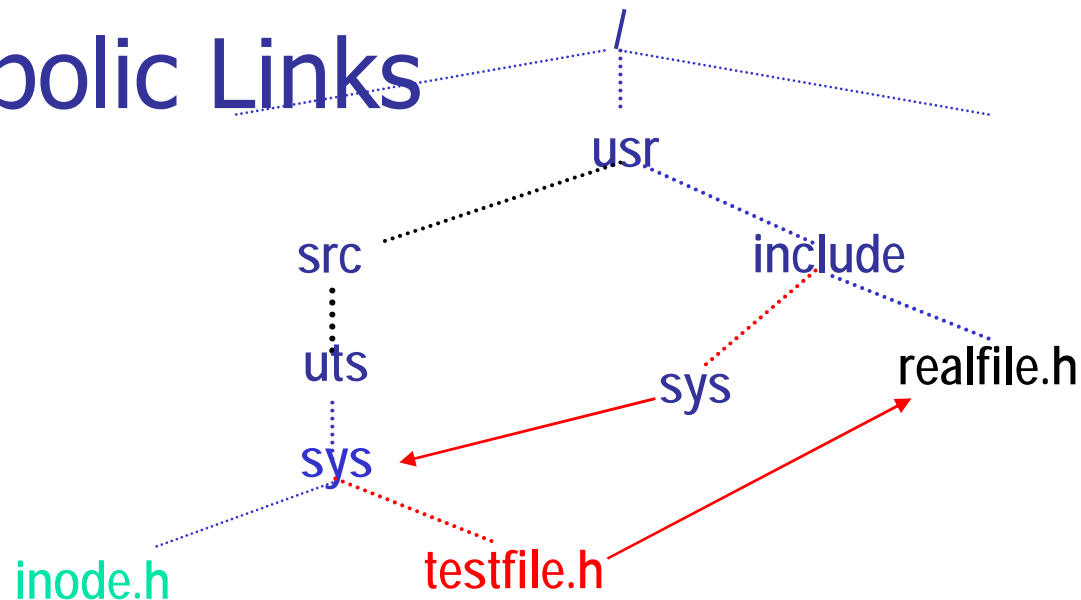 /
bolic Links
usr
src
include
uts
sys
realfile.h
sys
inode.h
testfile.h